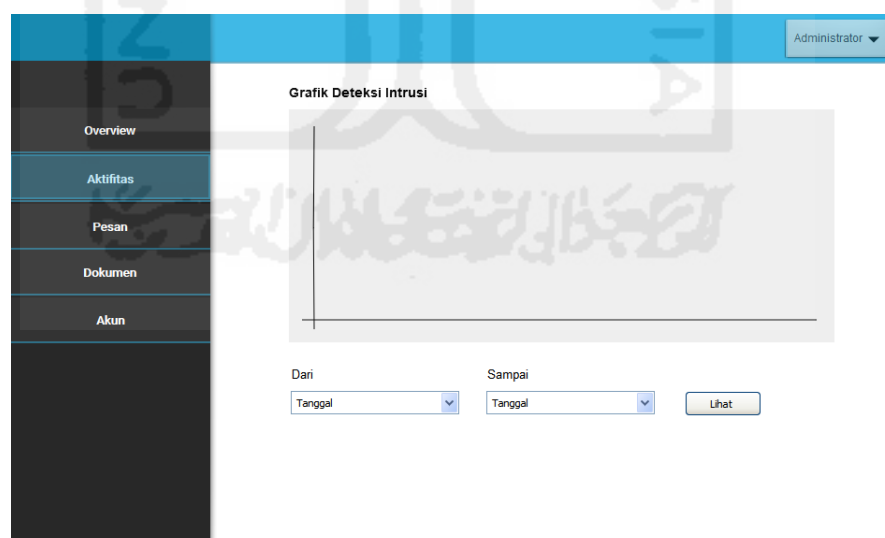 Administrator
Grafik Deteksi Intrusi
Overview
Aktifitas
Pesan
Dokumen
Akun
Dari
Sampai
Tanggal
Tanggal
Lihat